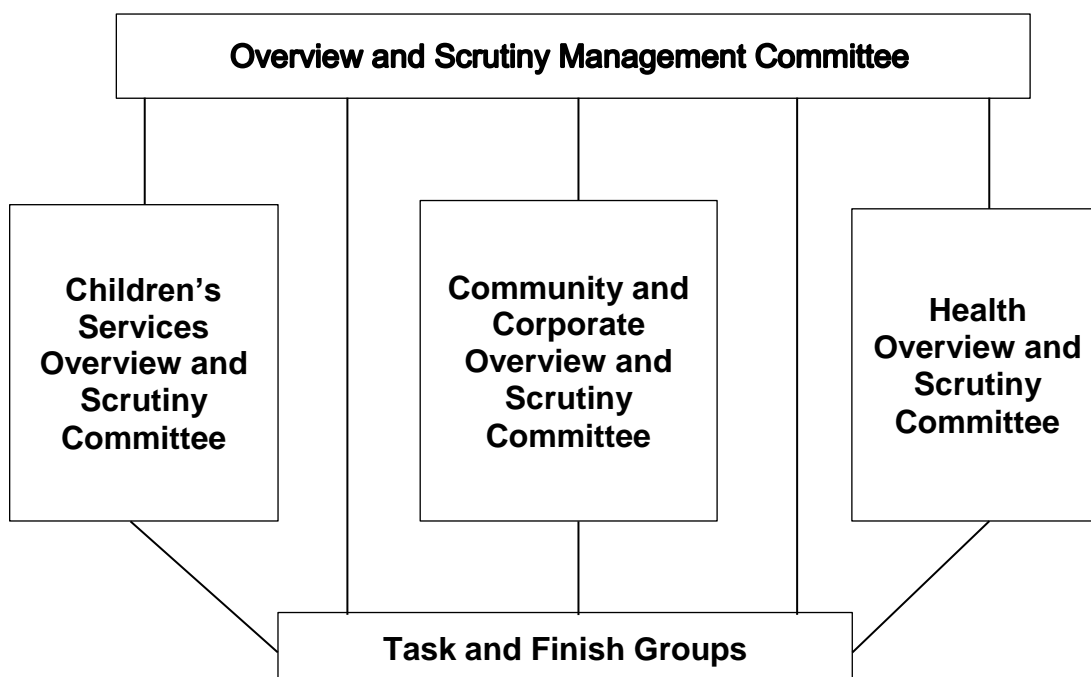 Overview and Scrutiny Management Committee
Children’s
Services
Overview and
Scrutiny
Committee
Community and
Corporate
Overview and
Scrutiny
Committee
Health
Overview and
Scrutiny
Committee
Task and Finish Groups